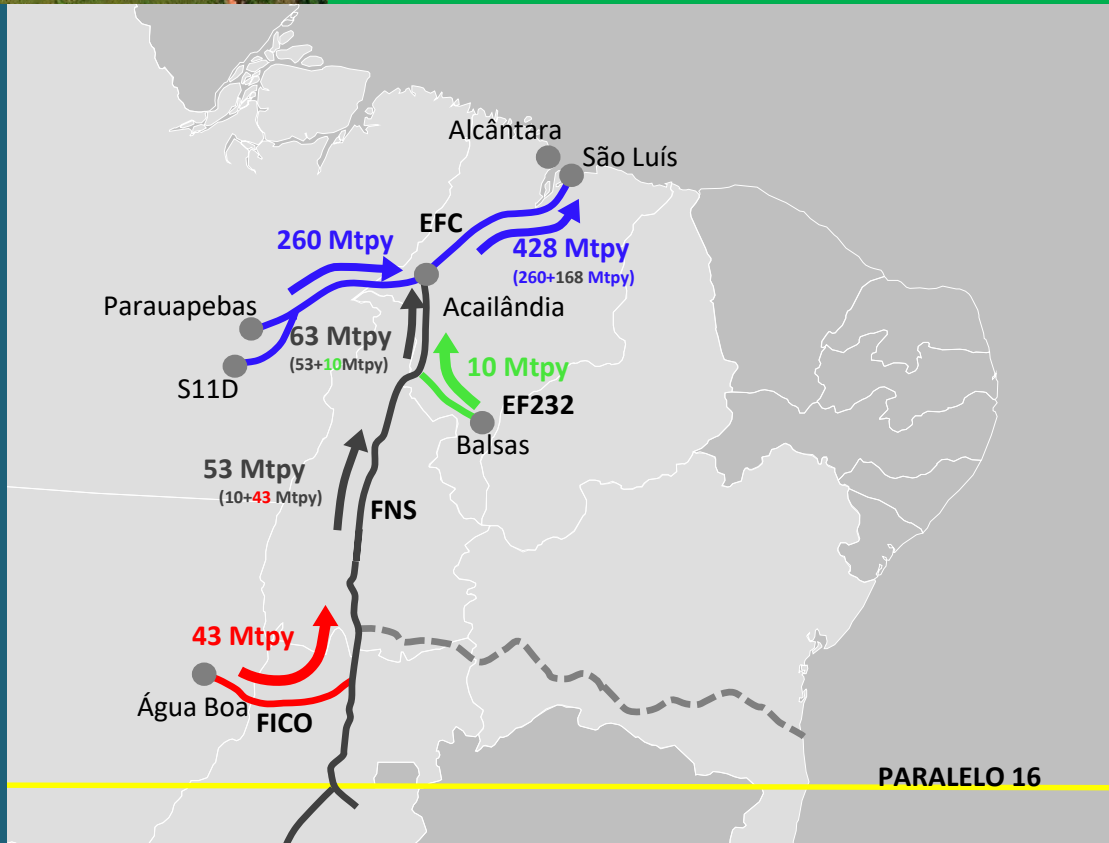 Alcântara
São Luís
EFC
260 Mtpy
428 Mtpy
(260+168 Mtpy)
Parauapebas
Acailândia
63 Mtpy
(53+10Mtpy)
S11D
10 Mtpy
EF232
Balsas
53 Mtpy
(10+43 Mtpy)
FNS
43 Mtpy
Água Boa
FICO
PARALELO 16